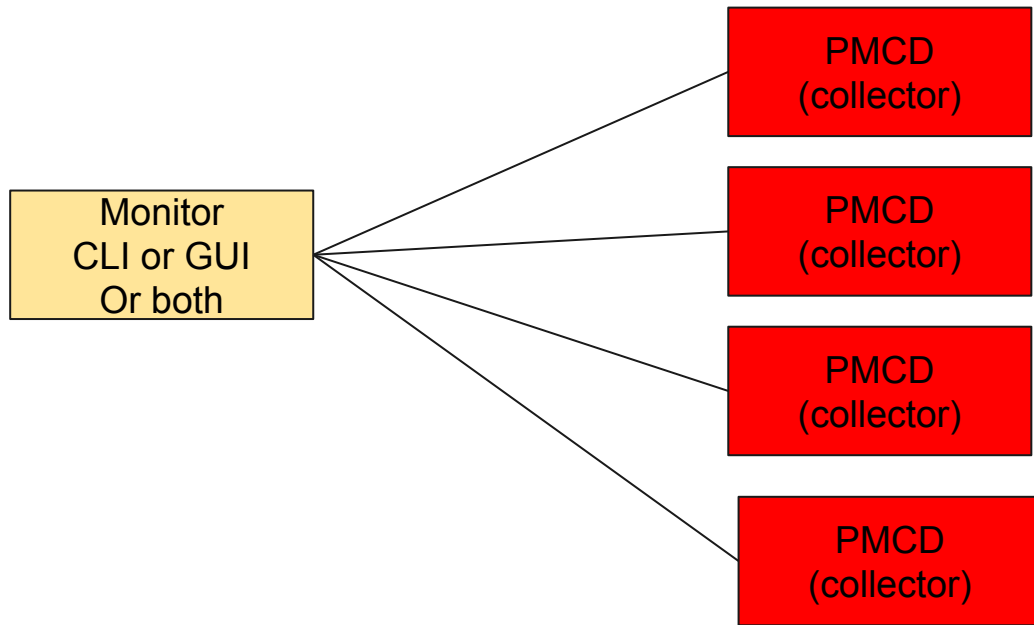 Monitor
CLI or GUI
Or both
PMCD
(collector)
PMCD
(collector)
PMCD
(collector)
PMCD
(collector)